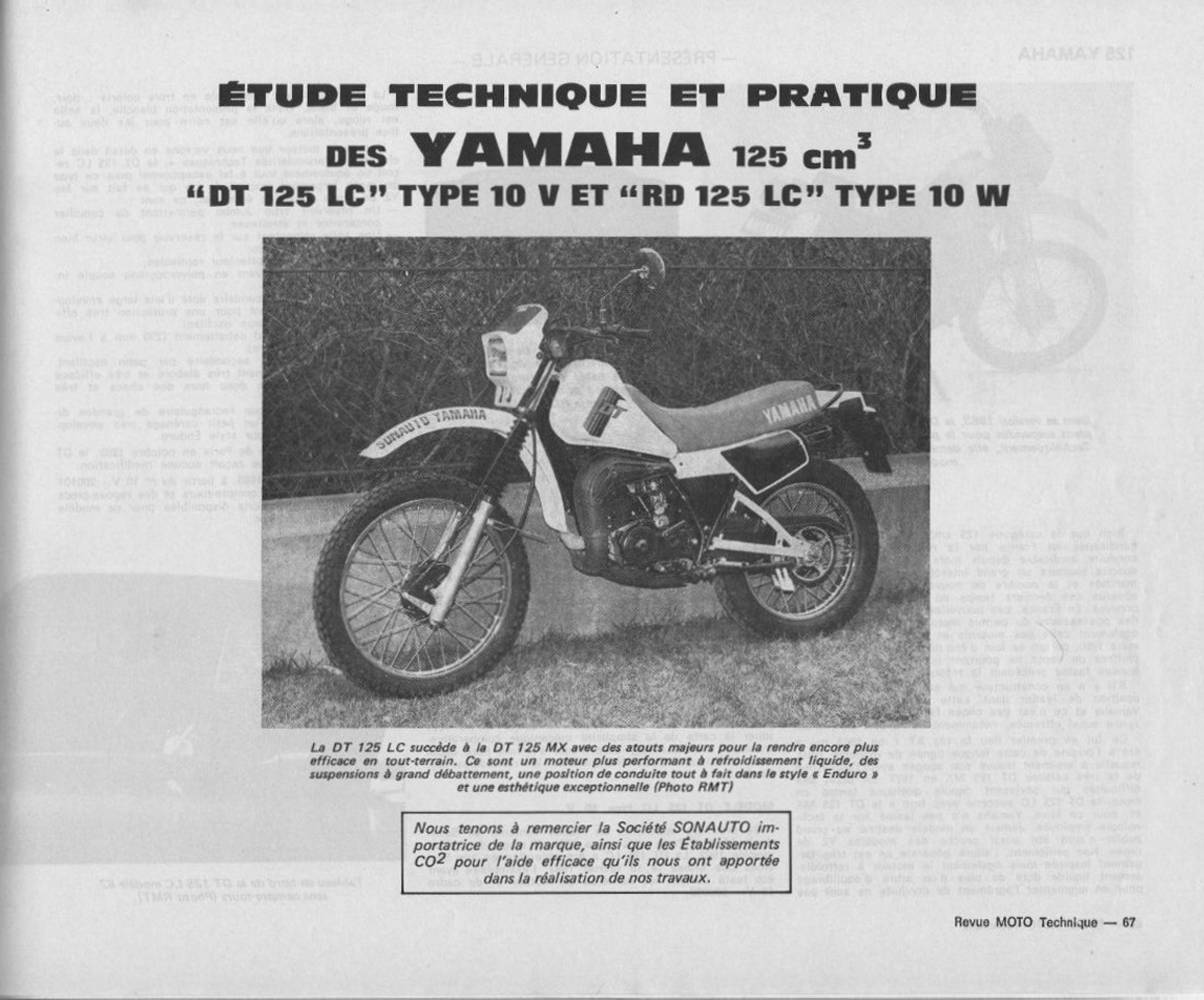 ÉTUDE TECHNIQUE ET PRATIQUE
DES YAMAHA 125 cm³
“DT 125 LC” TYPE 10 V ET “RD 125 LC” TYPE 10 W
SONAUTO YAMAHA
DT
YAMAHA
La DT 125 LC succède à la DT 125 MX avec des atouts majeurs pour la rendre encore plus
efficace en tout-terrain. Ce sont un moteur plus performant à refroidissement liquide, des
suspensions à grand débattement, une position de conduite tout à fait dans le style « Enduro »
et une esthétique exceptionnelle (Photo RMT)
Nous tenons à remercier la Société SONAUTO im-
portatrice de la marque, ainsi que les Établissements
CO2 pour l'aide efficace qu'ils nous ont apportée
dans la réalisation de nos travaux.
Revue MOTO Technique — 67